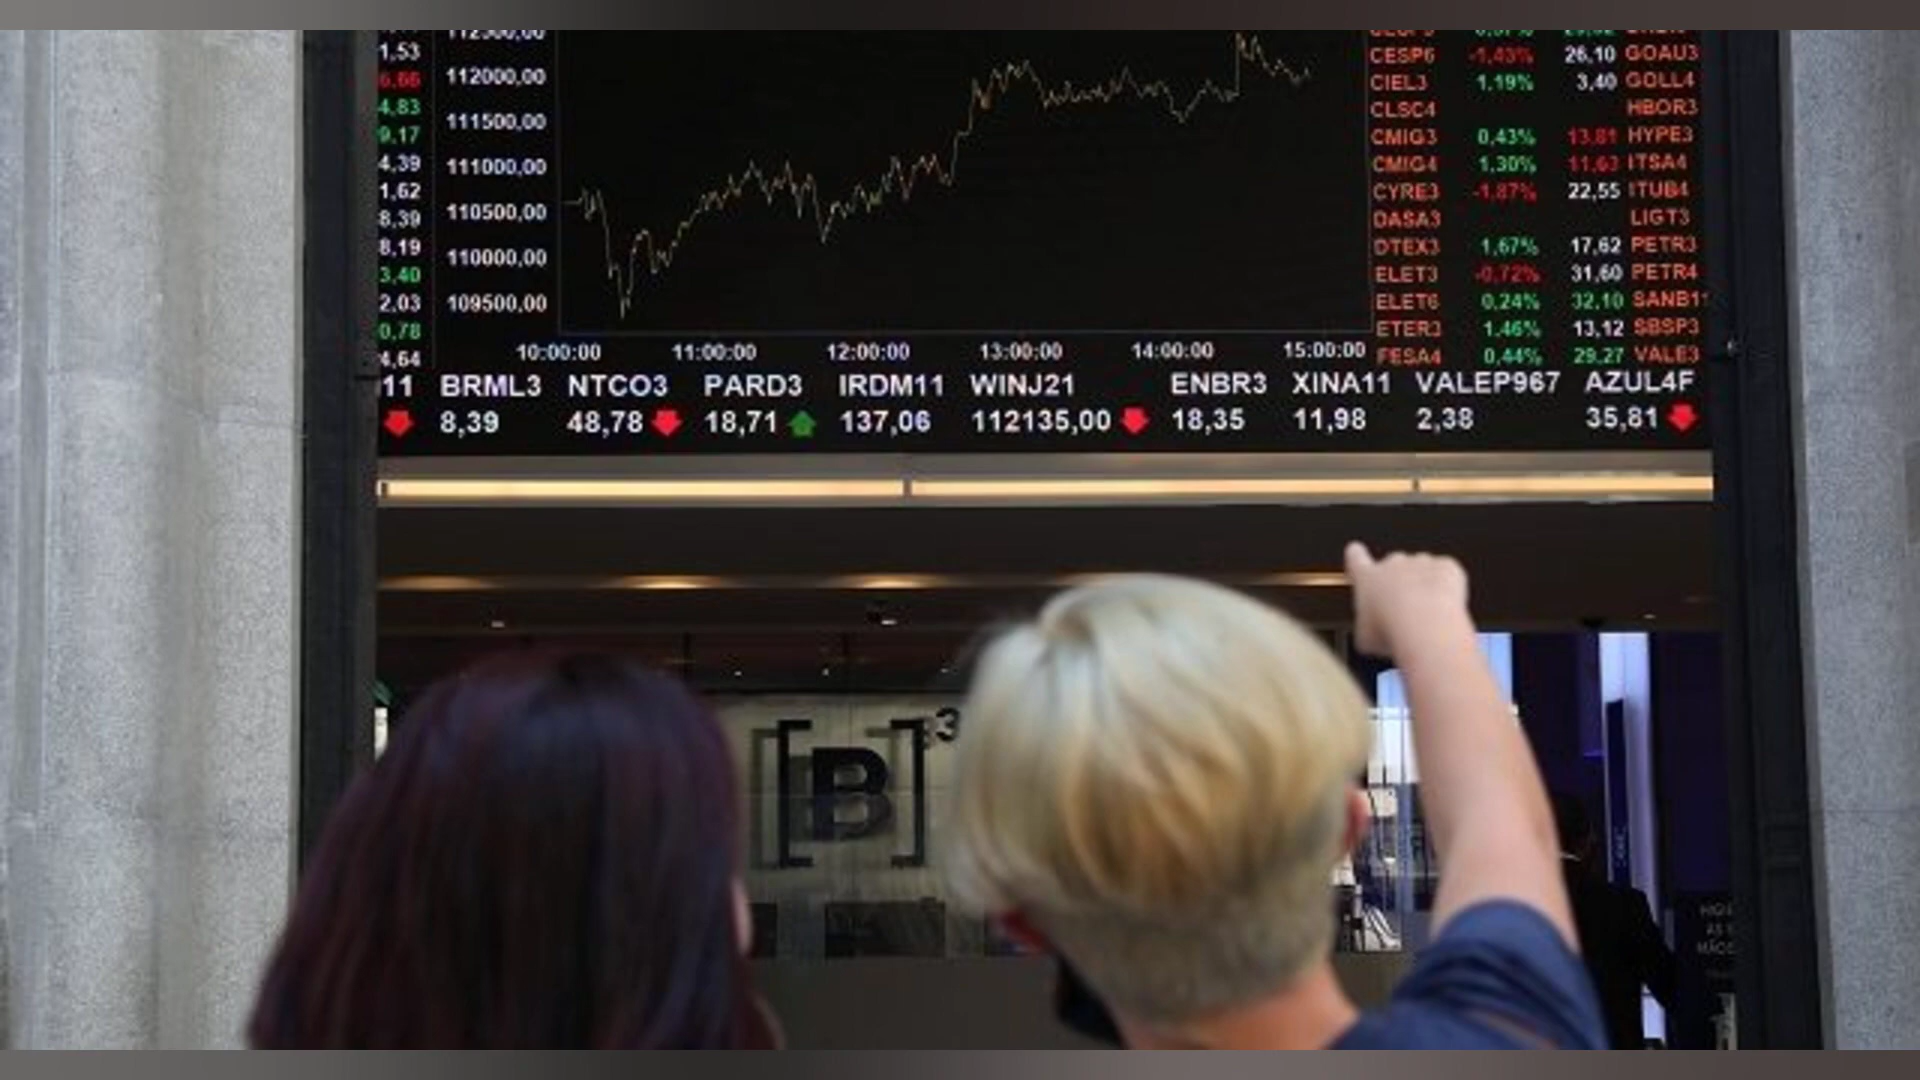 1,53
6,66
4,83
9,17
4,39
1,62
8,39
8,19
3,40
2,03
0,78
4,64
112500,00
112000,00
111500,00
111000,00
110500,00
110000,00
109500,00
10:00:00 11:00:00 12:00:00 13:00:00 14:00:00 15:00:00
CESP6 -1,43% 26,10 GOAU3
CIEL3 1,19% 3,40 GOLL4
CLSC4 HBOR3
CMIG3 0,43% 13,81 HYPE3
CMIG4 1,30% 11,63 ITSA4
CYRE3 -1,87% 22,55 ITUB4
DASA3 LIGT3
DTEX3 1,67% 17,62 PETR3
ELET3 -0,72% 31,60 PETR4
ELET6 0,24% 32,10 SANB11
ETER3 1,46% 13,12 SBSP3
FESA4 0,44% 29,27 VALE3
11 BRML3 NTCO3 PARD3 IRDM11 WINJ21 ENBR3 XINA11 VALEP967 AZUL4F
8,39 48,78 18,71 137,06 112135,00 18,35 11,98 2,38 35,81
[B]3